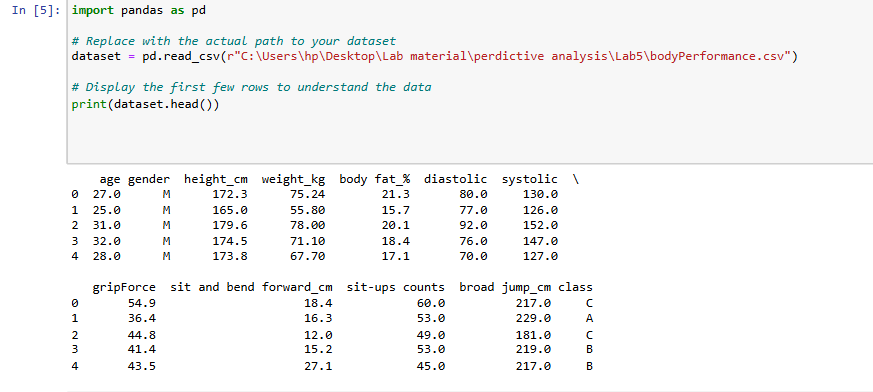 In [5]: import pandas as pd
# Replace with the actual path to your dataset
dataset = pd.read_csv(r"C:\Users\hp\Desktop\Lab material\perdictive analysis\Lab5\bodyPerformance.csv")
# Display the first few rows to understand the data
print(dataset.head())
age gender height_cm weight_kg body fat_% diastolic systolic \
0 27.0 M 172.3 75.24 21.3 80.0 130.0
1 25.0 M 165.0 55.80 15.7 77.0 126.0
2 31.0 M 179.6 78.00 20.1 92.0 152.0
3 32.0 M 174.5 71.10 18.4 76.0 147.0
4 28.0 M 173.8 67.70 17.1 70.0 127.0
gripForce sit and bend forward_cm sit-ups counts broad jump_cm class
0 54.9 18.4 60.0 217.0 C
1 36.4 16.3 53.0 229.0 A
2 44.8 12.0 49.0 181.0 C
3 41.4 15.2 53.0 219.0 B
4 43.5 27.1 45.0 217.0 B